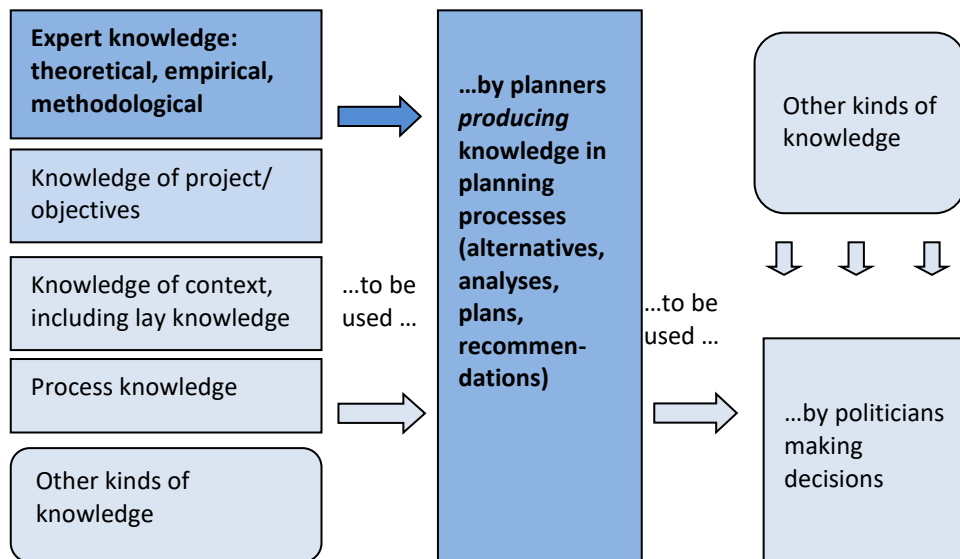 Expert knowledge:
theoretical, empirical,
methodological
Knowledge of project/
objectives
Knowledge of context,
including lay knowledge
Process knowledge
Other kinds of
knowledge
…to be
used …
…by planners
producing
knowledge in
planning
processes
(alternatives,
analyses,
plans,
recommen-
dations)
…to be
used …
Other kinds of
knowledge
…by politicians
making
decisions